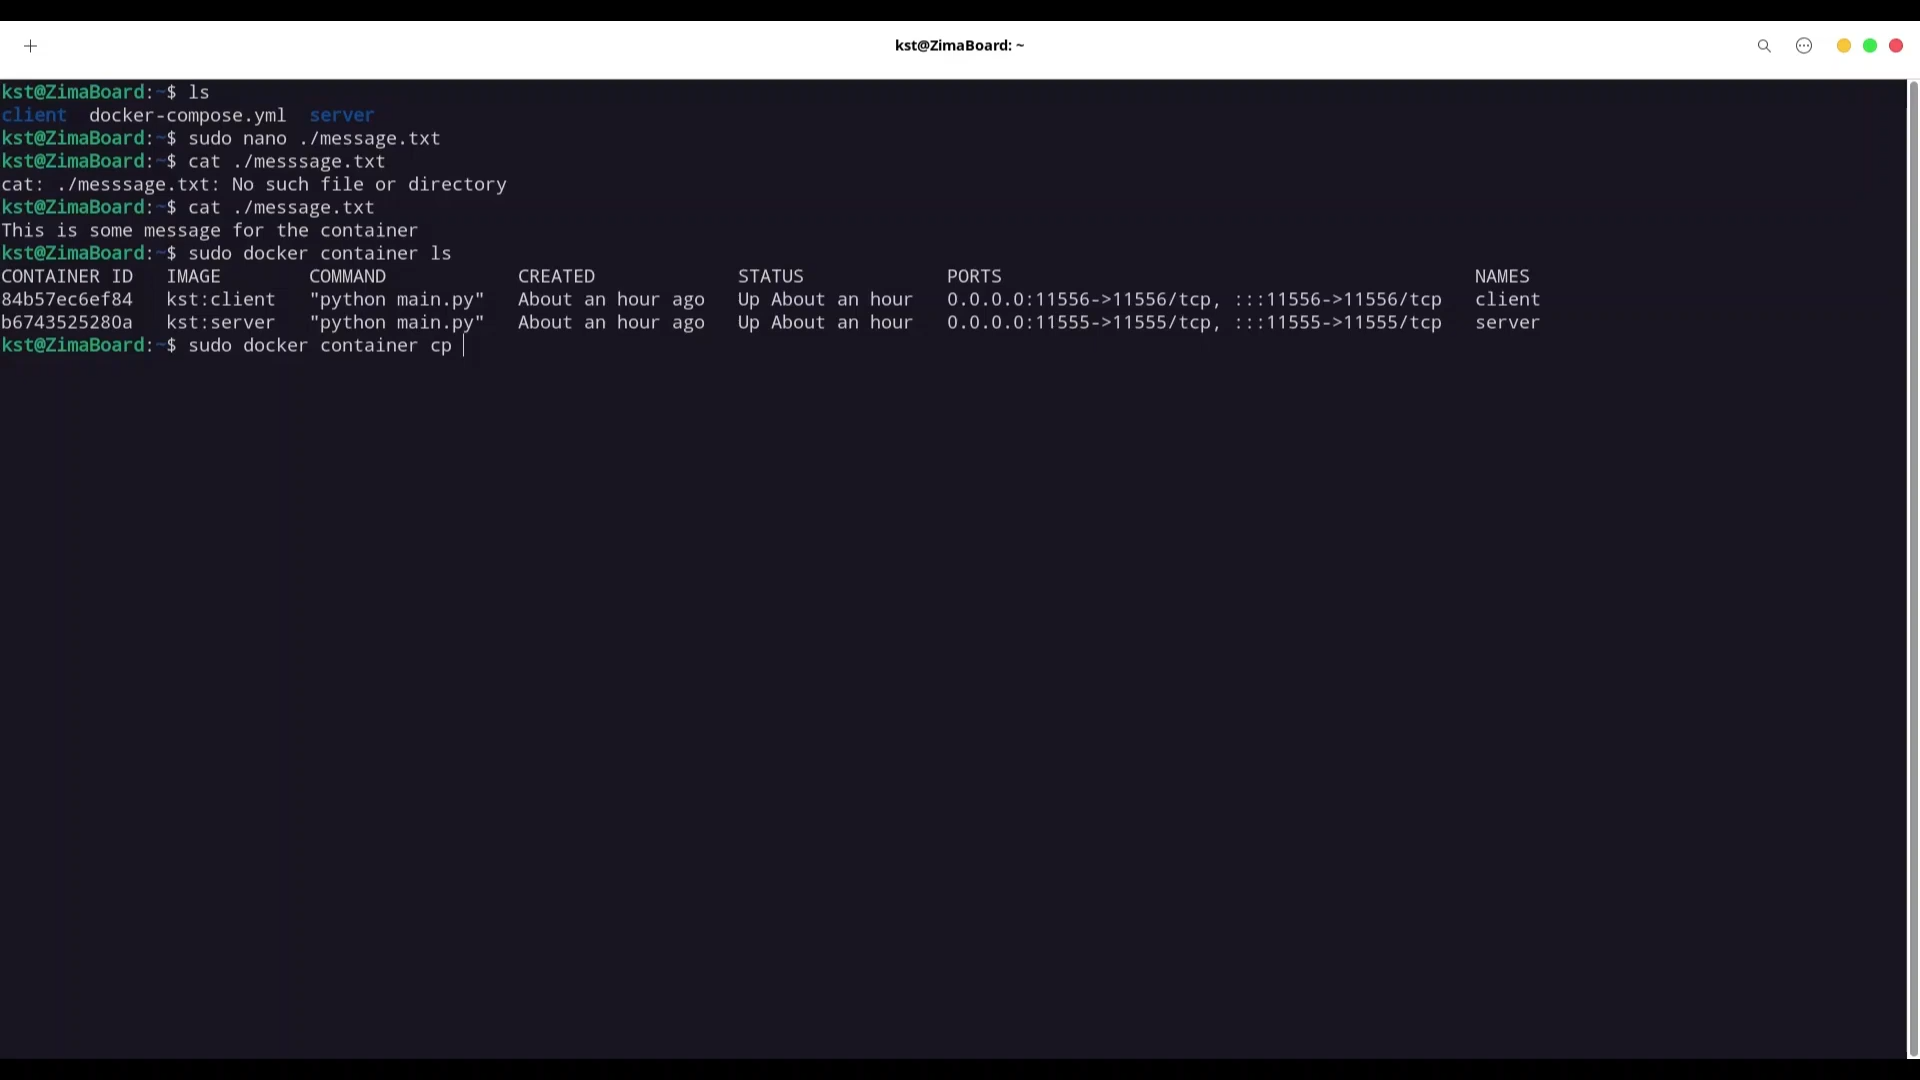 kst@ZimaBoard: ~
kst@ZimaBoard:~$ ls
client  docker-compose.yml  server
kst@ZimaBoard:~$ sudo nano ./message.txt
kst@ZimaBoard:~$ cat ./messsage.txt
cat: ./messsage.txt: No such file or directory
kst@ZimaBoard:~$ cat ./message.txt
This is some message for the container
kst@ZimaBoard:~$ sudo docker container ls
CONTAINER ID   IMAGE        COMMAND            CREATED             STATUS             PORTS                                           NAMES
84b57ec6ef84   kst:client   "python main.py"   About an hour ago   Up About an hour   0.0.0.0:11556->11556/tcp, :::11556->11556/tcp   client
b6743525280a   kst:server   "python main.py"   About an hour ago   Up About an hour   0.0.0.0:11555->11555/tcp, :::11555->11555/tcp   server
kst@ZimaBoard:~$ sudo docker container cp